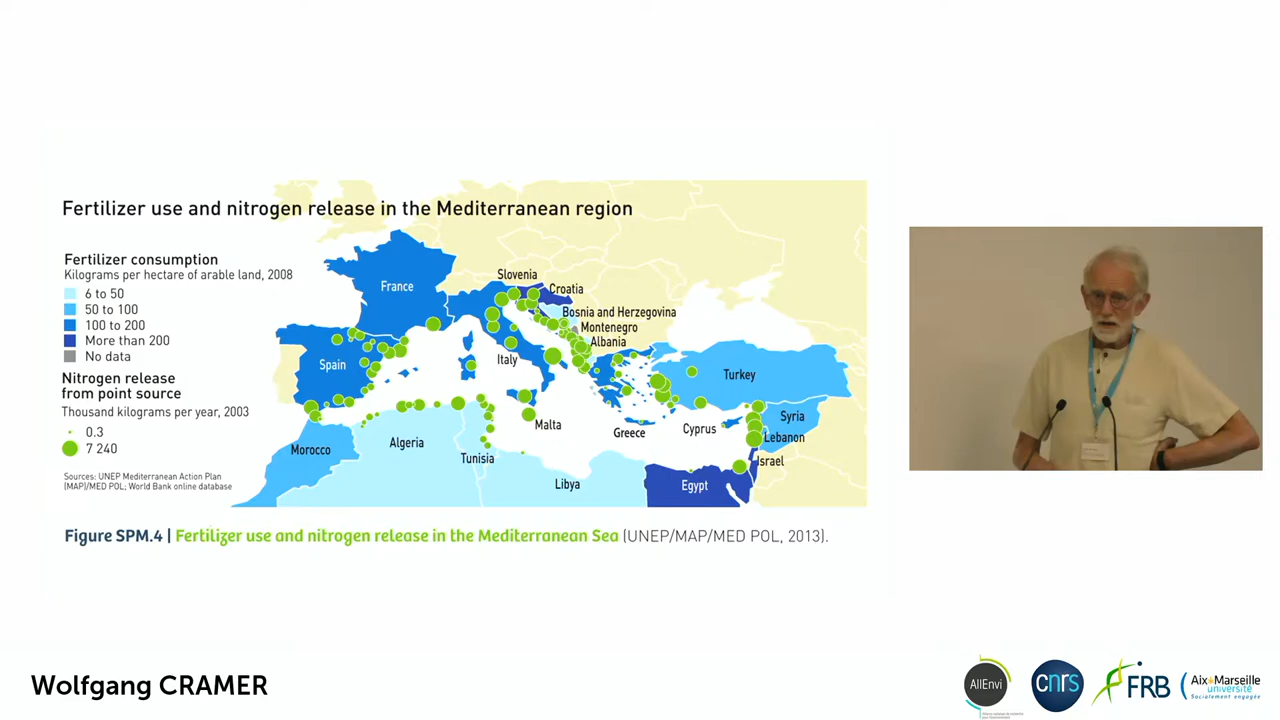 Fertilizer use and nitrogen release in the Mediterranean region
Fertilizer consumption
Kilograms per hectare of arable land, 2008
6 to 50
50 to 100
100 to 200
More than 200
No data
Nitrogen release
from point source
Thousand kilograms per year, 2003
0.3
7 240
Sources: UNEP Mediterranean Action Plan
(MAP)/MED POL; World Bank online database
Slovenia
France
Croatia
Bosnia and Herzegovina
Montenegro
Albania
Spain
Italy
Turkey
Syria
Malta
Greece
Cyprus
Lebanon
Morocco
Algeria
Tunisia
Israel
Libya
Egypt
Figure SPM.4 | Fertilizer use and nitrogen release in the Mediterranean Sea (UNEP/MAP/MED POL, 2013).
Wolfgang CRAMER
AllEnvi
cnrs
FRB
Aix+Marseille
université
Socialement engagée